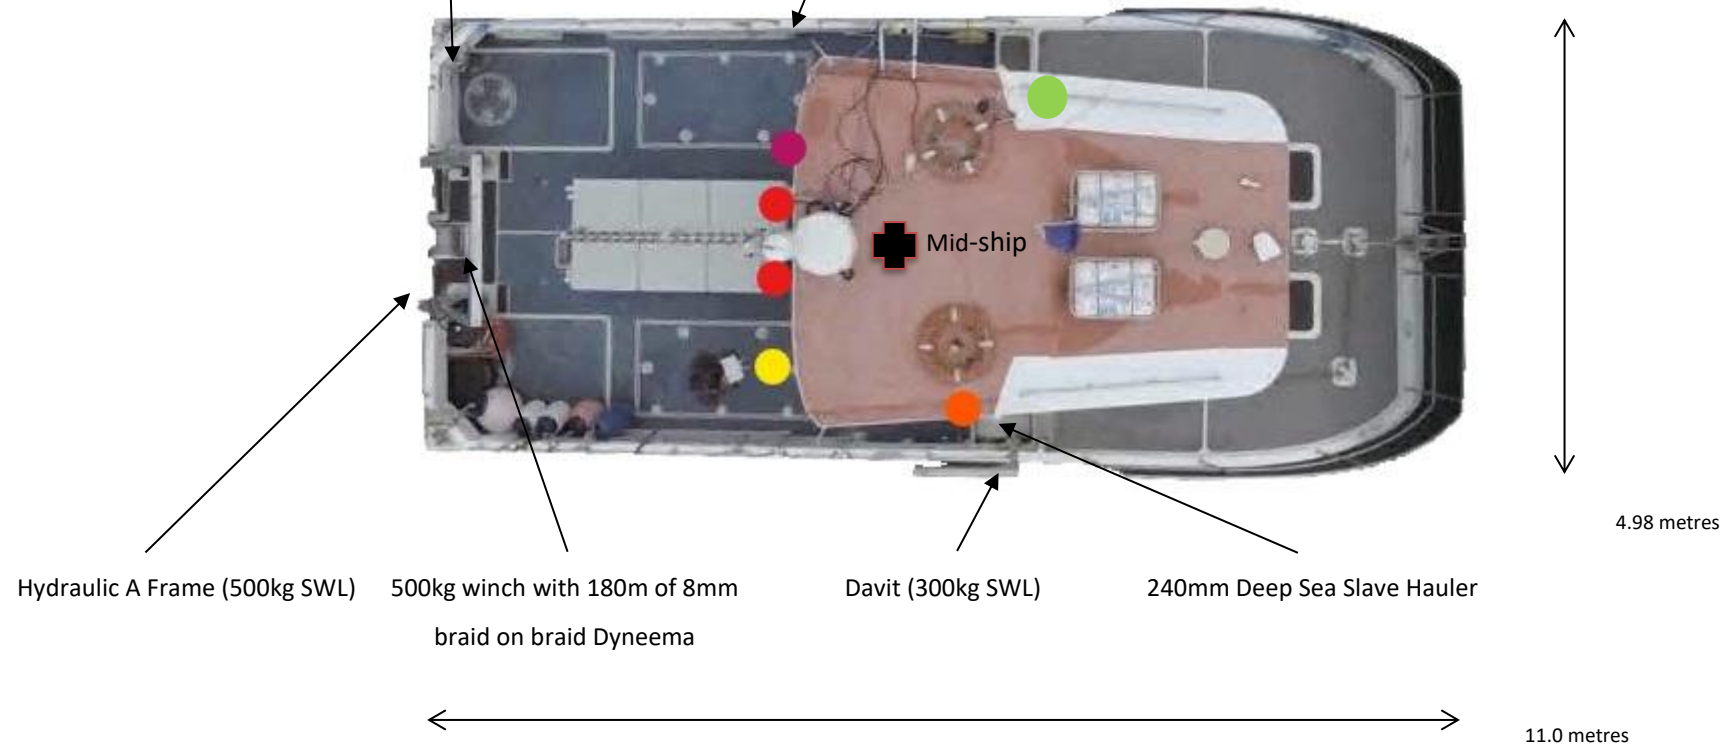 Mid-ship
4.98 metres
Hydraulic A Frame (500kg SWL)
500kg winch with 180m of 8mm
braid on braid Dyneema
Davit (300kg SWL)
240mm Deep Sea Slave Hauler
11.0 metres